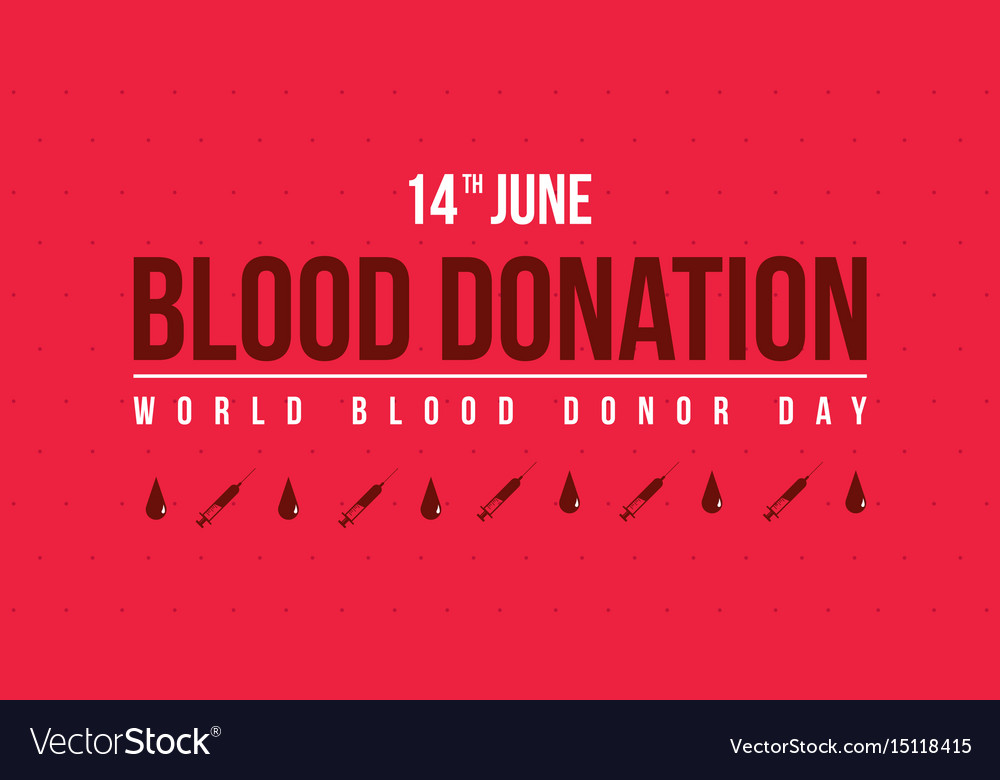 14TH JUNE
BLOOD DONATION
WORLD BLOOD DONOR DAY
VectorStock®
VectorStock.com/15118415